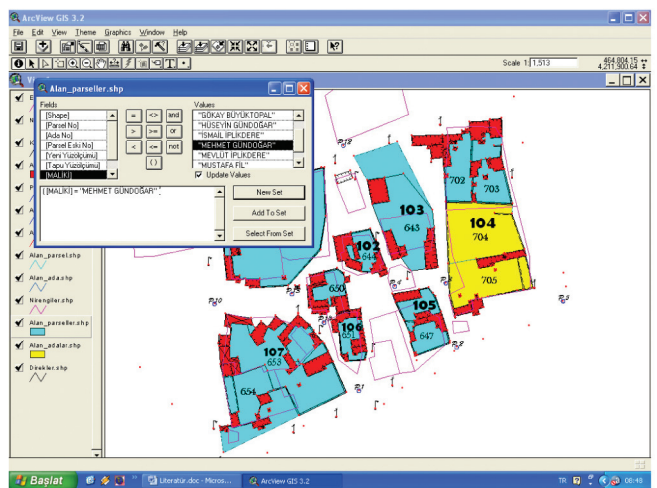 ArcView GIS 3.2
File Edit View Theme Graphics Window Help
Scale 1: 1,513
464,804.15
4,211,900.64
Alan_parseller.shp
Fields
Values
[Shape]
[Parsel No]
[Ada No]
[Parsel Eski No]
[Yeni Yüzölçümü]
[Tapu Yüzölçümü]
[MALİKİ]
= <> and
> >= or
< <= not
( )
"GÖKAY BÜYÜKTOPAL"
"HÜSEYİN GÜNDOĞAR"
"İSMAİL İPLİKDERE"
"MEHMET GÜNDOĞAR"
"MEVLÜT İPLİKDERE"
"MUSTAFA FİL"
Update Values
( [MALİKİ] = "MEHMET GÜNDOĞAR"
New Set
Add To Set
Select From Set
Alan_parsel.shp
Alan_ada.shp
Nirengiler.shp
Alan_parseller.shp
Alan_adalar.shp
Direkler.shp
702
703
103
643
104
704
102
644
705
650
105
106
651
647
107
653
654
Başlat
Literatür.doc - Micros...
ArcView GIS 3.2
TR
08:48